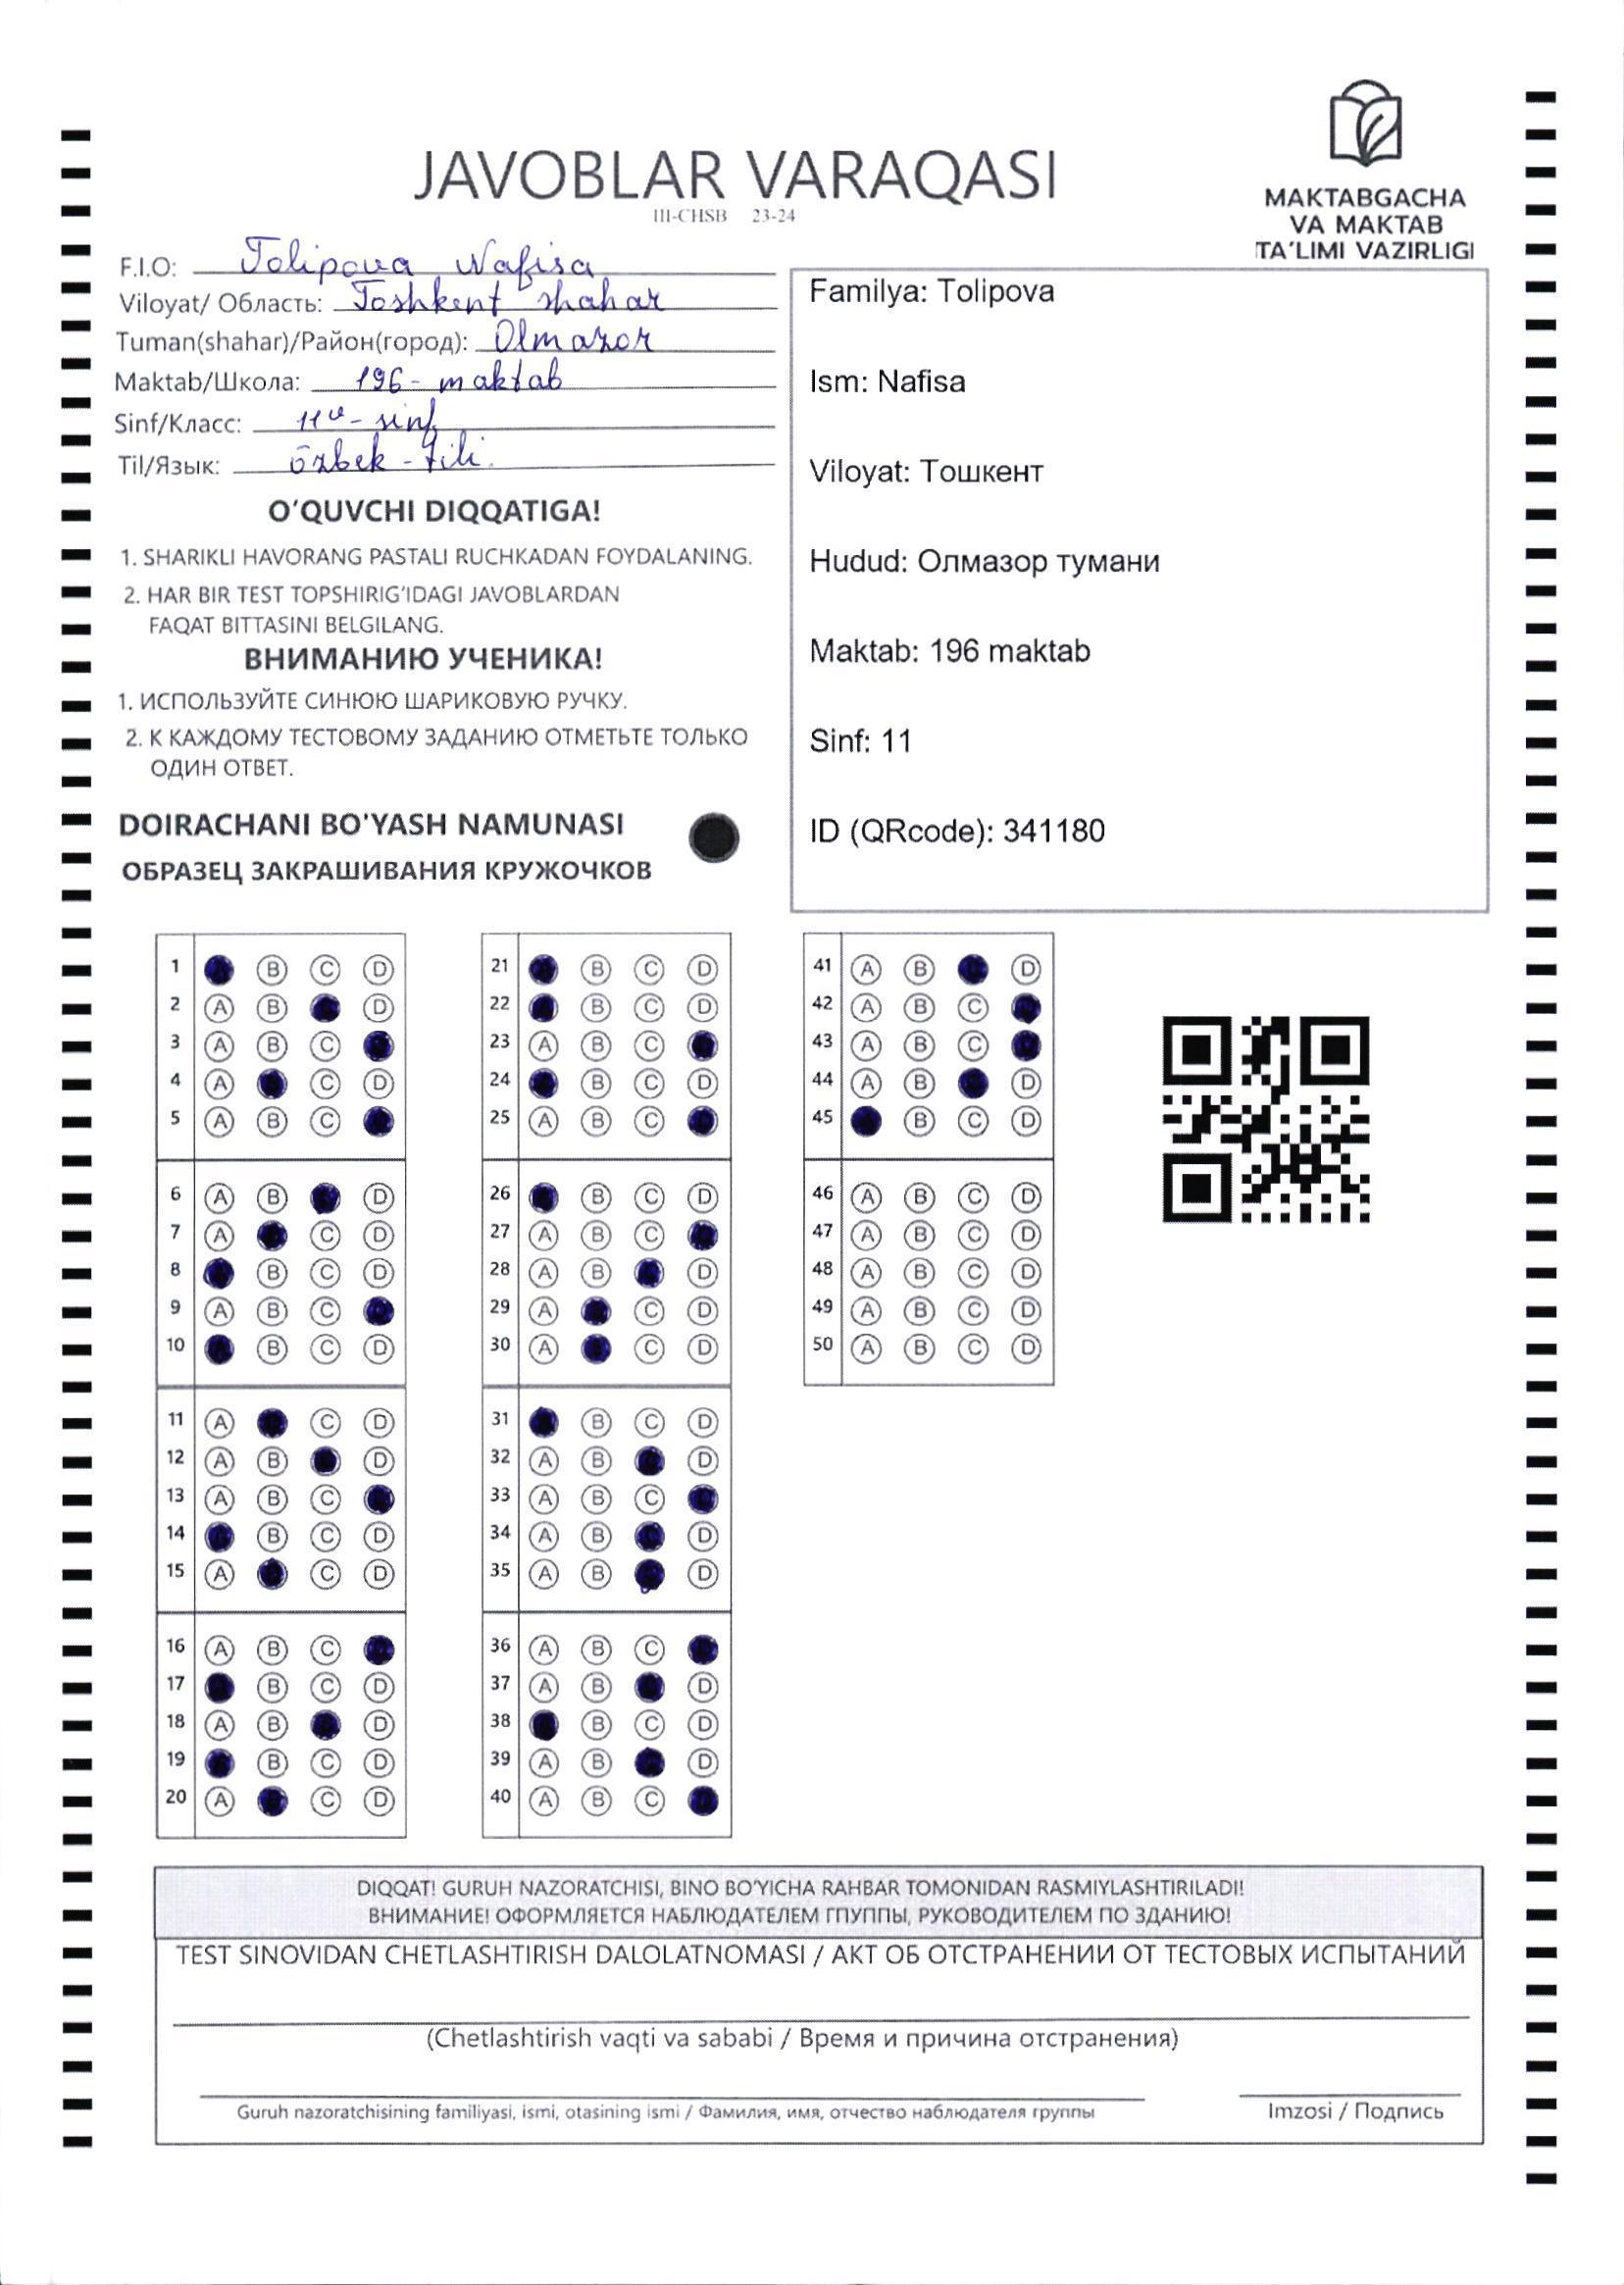 JAVOBLAR VARAQASI
III-CHSB 23-24
MAKTABGACHA
VA MAKTAB
TA'LIMI VAZIRLIGI
F.I.O: Tolipova Nafisa
Viloyat/ Область: Toshkent shahar
Tuman(shahar)/Район(город): Olmazor
Maktab/Школа: 196- maktab
Sinf/Класс: 11 - sinf
Til/Язык: õzbek - tili.
O'QUVCHI DIQQATIGA!
1. SHARIKLI HAVORANG PASTALI RUCHKADAN FOYDALANING.
2. HAR BIR TEST TOPSHIRIG'IDAGI JAVOBLARDAN
FAQAT BITTASINI BELGILANG.
ВНИМАНИЮ УЧЕНИКА!
1. ИСПОЛЬЗУЙТЕ СИНЮЮ ШАРИКОВУЮ РУЧКУ.
2. К КАЖДОМУ ТЕСТОВОМУ ЗАДАНИЮ ОТМЕТЬТЕ ТОЛЬКО
ОДИН ОТВЕТ.
DOIRACHANI BO'YASH NAMUNASI
ОБРАЗЕЦ ЗАКРАШИВАНИЯ КРУЖОЧКОВ
Familya: Tolipova
Ism: Nafisa
Viloyat: Тошкент
Hudud: Олмазор тумани
Maktab: 196 maktab
Sinf: 11
ID (QRcode): 341180
1 B C D
2 A B D
3 A B C
4 A C D
5 A B C
6 A B D
7 A C D
8 B C D
9 A B C
10 B C D
11 A C D
12 A B D
13 A B C
14 B C D
15 A C D
16 A B C
17 B C D
18 A B D
19 B C D
20 A C D
21 B C D
22 B C D
23 A B C
24 B C D
25 A B C
26 B C D
27 A B C
28 A B D
29 A C D
30 A C D
31 B C D
32 A B D
33 A B C
34 A B D
35 A B D
36 A B C
37 A B D
38 B C D
39 A B D
40 A B C
41 A B D
42 A B C
43 A B C
44 A B D
45 B C D
46 A B C D
47 A B C D
48 A B C D
49 A B C D
50 A B C D
DIQQAT! GURUH NAZORATCHISI, BINO BO'YICHA RAHBAR TOMONIDAN RASMIYLASHTIRILADI!
ВНИМАНИЕ! ОФОРМЛЯЕТСЯ НАБЛЮДАТЕЛЕМ ГПУППЫ, РУКОВОДИТЕЛЕМ ПО ЗДАНИЮ!
TEST SINOVIDAN CHETLASHTIRISH DALOLATNOMASI / АКТ ОБ ОТСТРАНЕНИИ ОТ ТЕСТОВЫХ ИСПЫТАНИЙ
(Chetlashtirish vaqti va sababi / Время и причина отстранения)
Guruh nazoratchisining familiyasi, ismi, otasining ismi / Фамилия, имя, отчество наблюдателя группы
Imzosi / Подпись